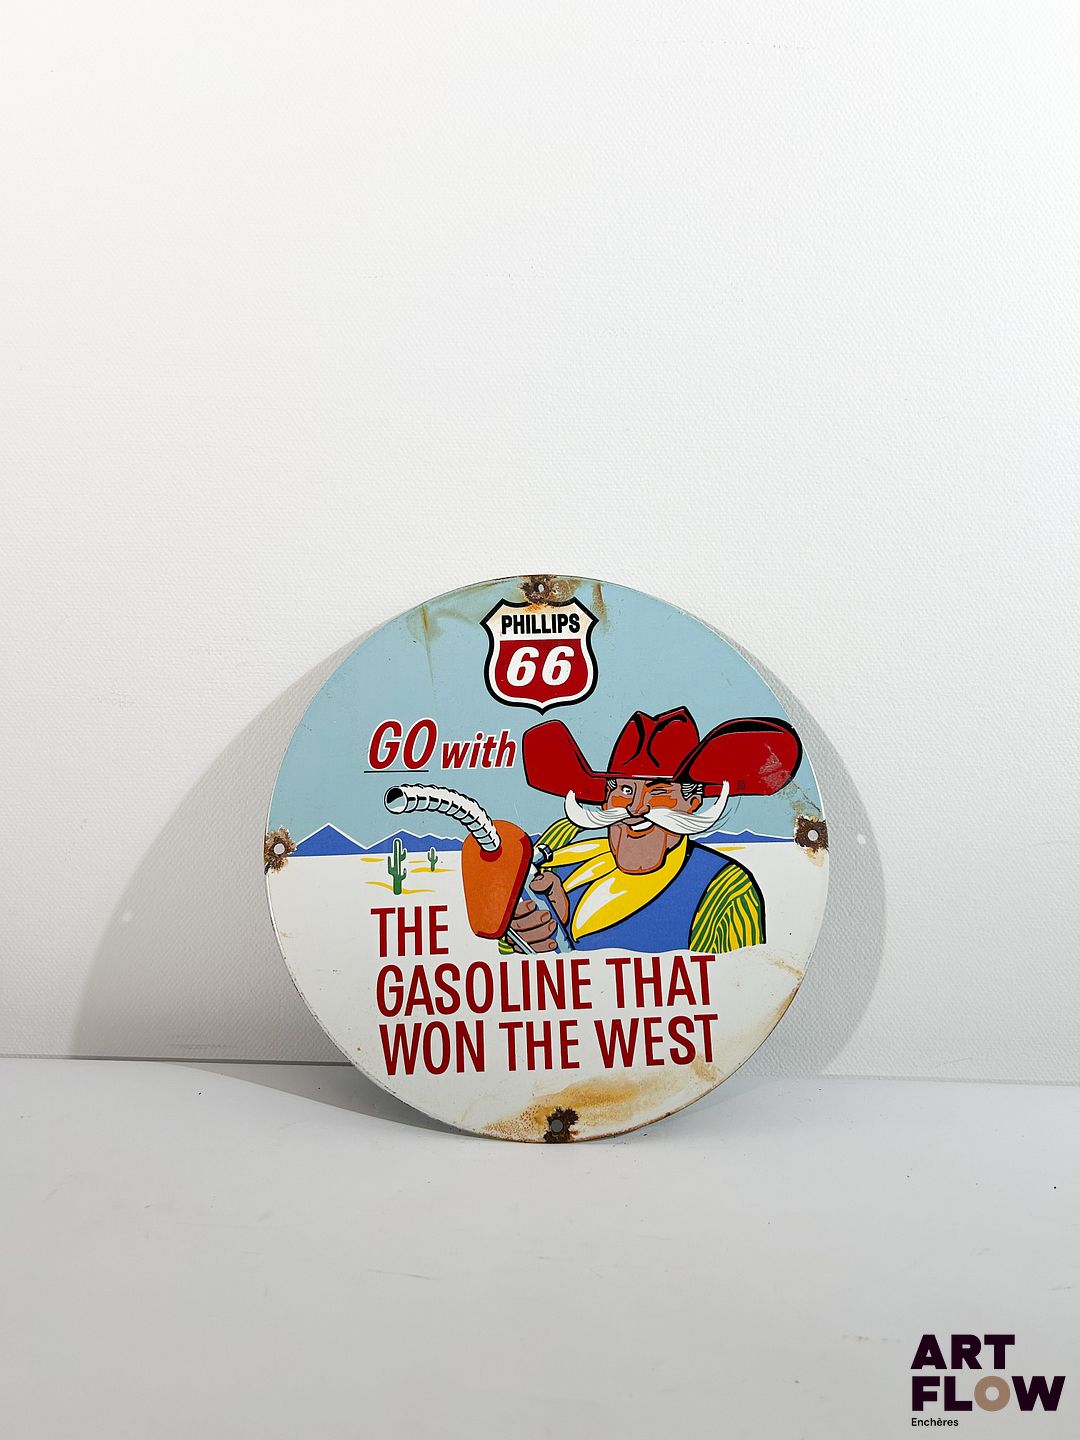 PHILLIPS
66
GO with
THE
GASOLINE THAT
WON THE WEST
ART
FLOW
Enchères